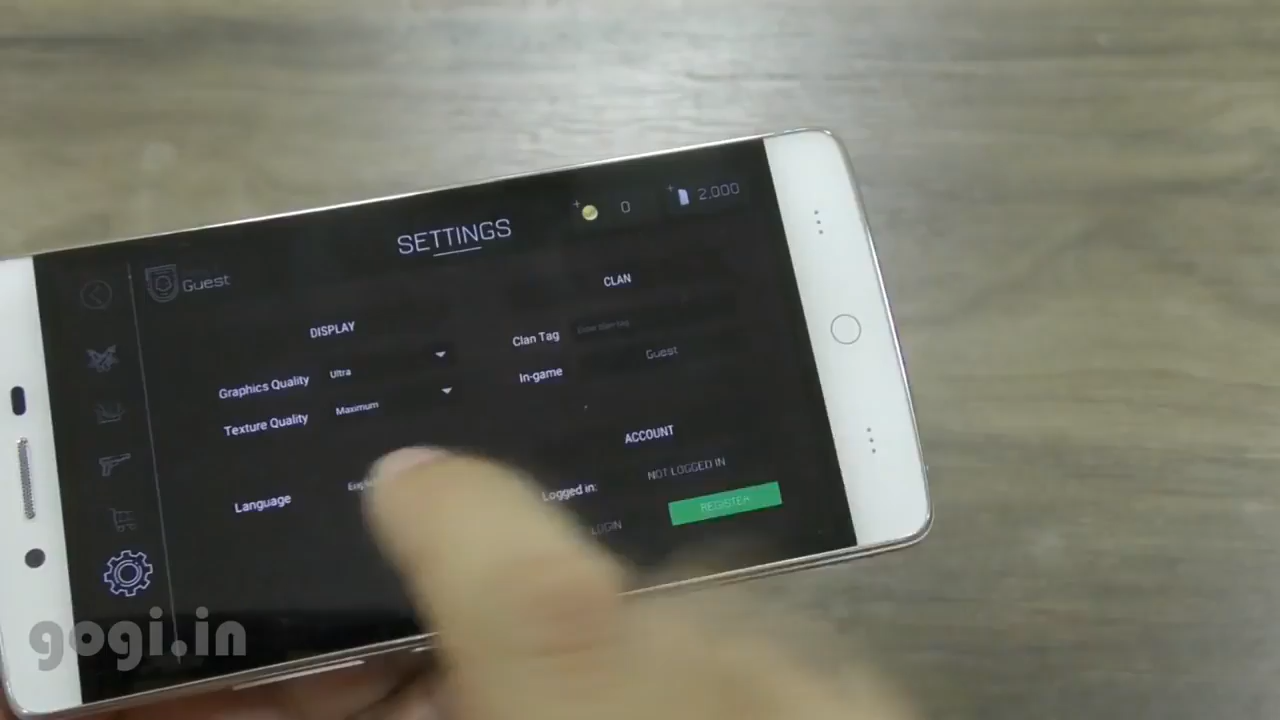 SETTINGS
0
2.000
Guest
DISPLAY
Graphics Quality
Ultra
Texture Quality
Maximum
Language
CLAN
Clan Tag
In-game
Guest
ACCOUNT
Logged in:
NOT LOGGED IN
LOGIN
REGISTER
gogi.in